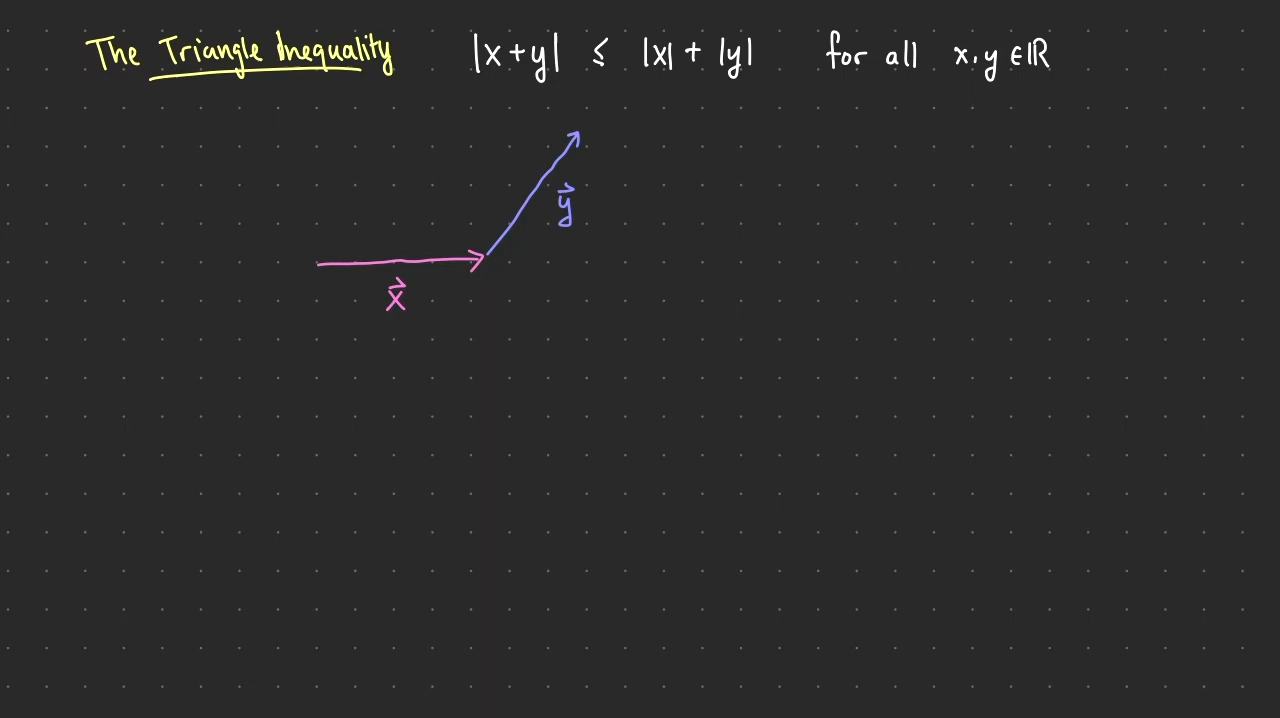 The Triangle Inequality |x+y| ≤ |x| + |y| for all x, y ∈ ℝ
y⃗
x⃗